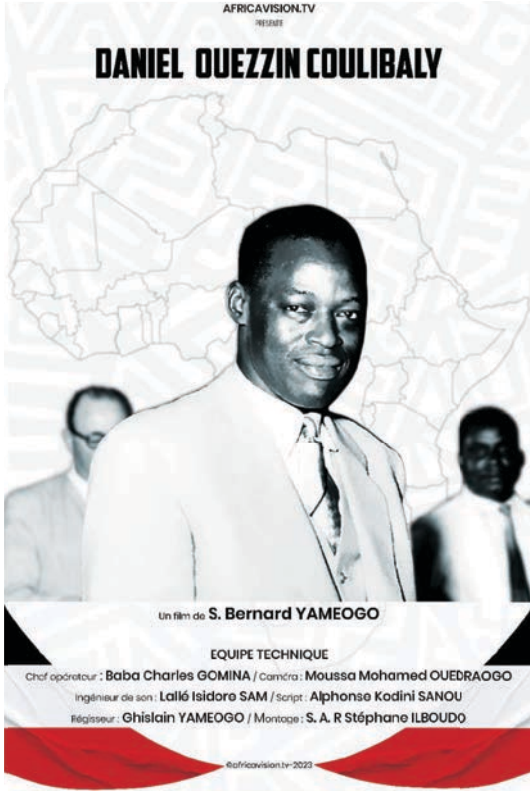 AFRICAVISION.TV
PRESENTE
DANIEL OUEZZIN COULIBALY
Un film de S. Bernard YAMEOGO
EQUIPE TECHNIQUE
Chef opérateur : Baba Charles GOMINA / Caméra : Moussa Mohamed OUEDRAOGO
Ingénieur de son : Lallé Isidore SAM / Script : Alphonse Kodini SANOU
Régisseur : Ghislain YAMEOGO / Montage : S. A. R Stéphane ILBOUDO
©africavision.tv-2023